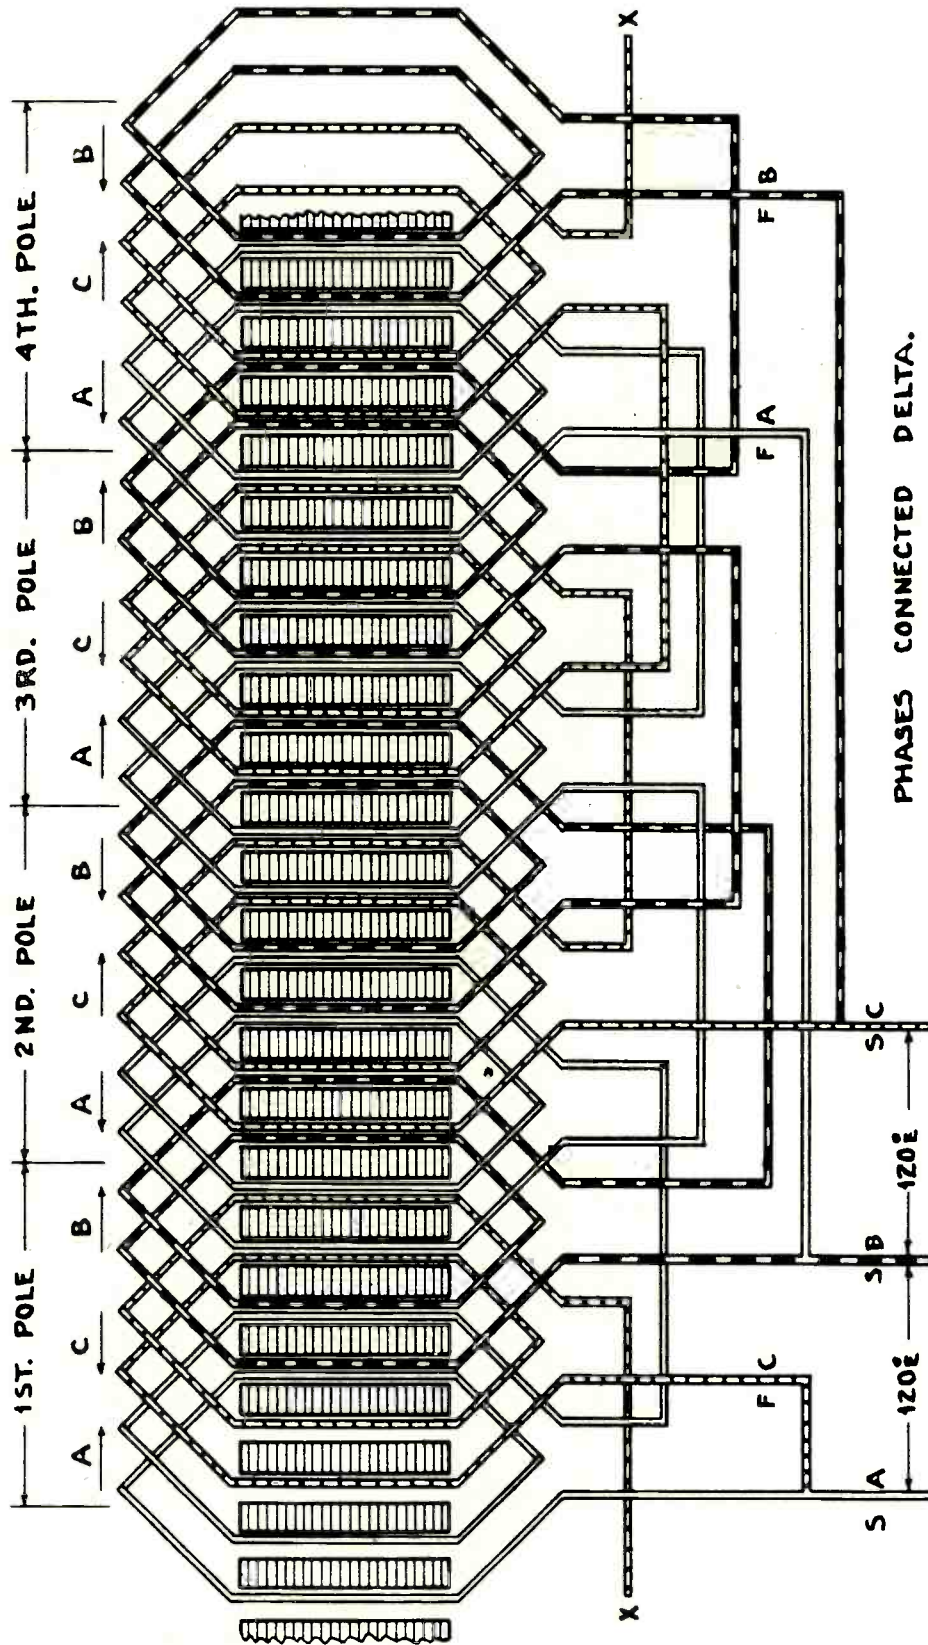 1ST. POLE 2ND. POLE 3RD. POLE 4TH. POLE
A C B A C B A C B A C B
X X
F C F A F B
S A S B S C
120°E 120°E
PHASES CONNECTED DELTA.